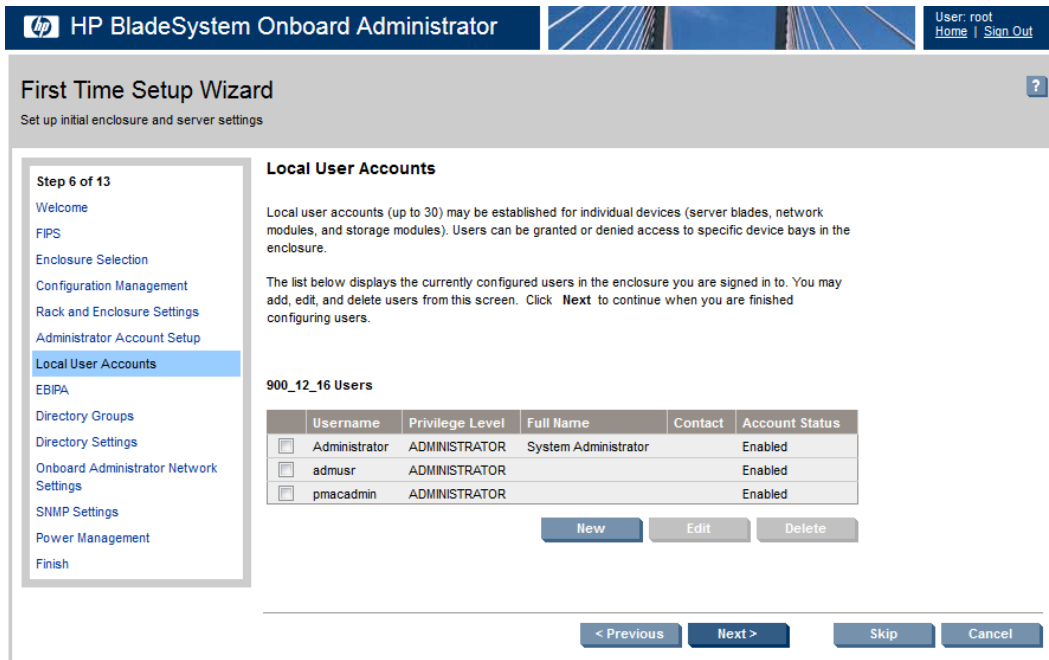 hp HP BladeSystem Onboard Administrator
User: root
Home | Sign Out
First Time Setup Wizard
?
Set up initial enclosure and server settings
Step 6 of 13
Welcome
FIPS
Enclosure Selection
Configuration Management
Rack and Enclosure Settings
Administrator Account Setup
Local User Accounts
EBIPA
Directory Groups
Directory Settings
Onboard Administrator Network
Settings
SNMP Settings
Power Management
Finish
Local User Accounts
Local user accounts (up to 30) may be established for individual devices (server blades, network
modules, and storage modules). Users can be granted or denied access to specific device bays in the
enclosure.
The list below displays the currently configured users in the enclosure you are signed in to. You may
add, edit, and delete users from this screen. Click Next to continue when you are finished
configuring users.
900_12_16 Users
Username Privilege Level Full Name Contact Account Status
Administrator ADMINISTRATOR System Administrator Enabled
admusr ADMINISTRATOR Enabled
pmacadmin ADMINISTRATOR Enabled
New Edit Delete
< Previous Next > Skip Cancel